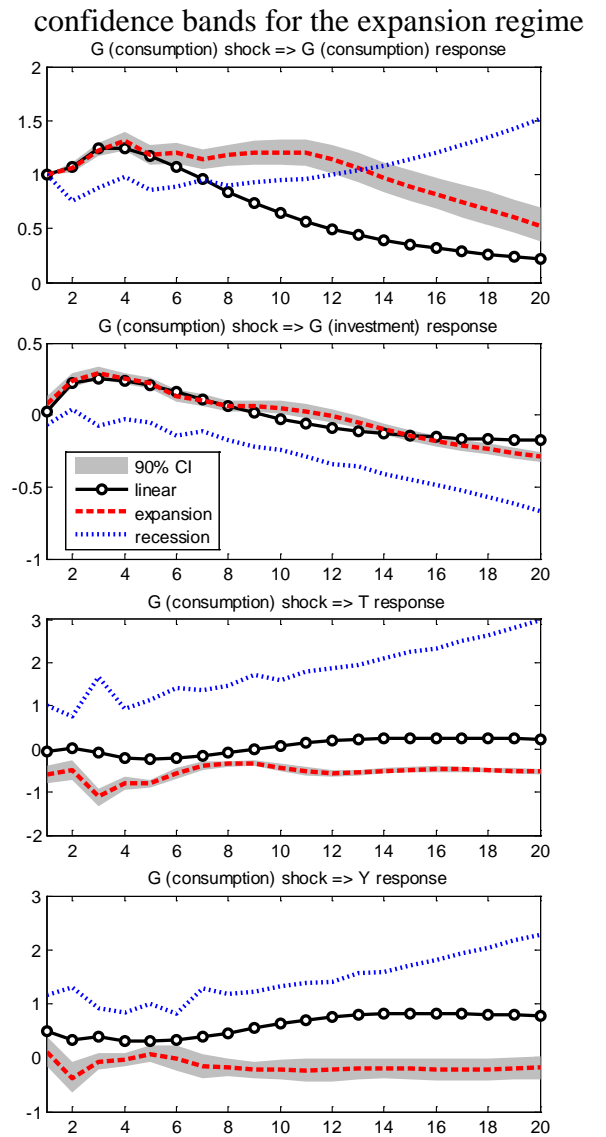 confidence bands for the expansion regime
G (consumption) shock => G (consumption) response
2
1.5
1
0.5
0
2 4 6 8 10 12 14 16 18 20
G (consumption) shock => G (investment) response
0.5
0
-0.5
-1
90% CI
linear
expansion
recession
2 4 6 8 10 12 14 16 18 20
G (consumption) shock => T response
3
2
1
0
-1
-2
2 4 6 8 10 12 14 16 18 20
G (consumption) shock => Y response
3
2
1
0
-1
2 4 6 8 10 12 14 16 18 20